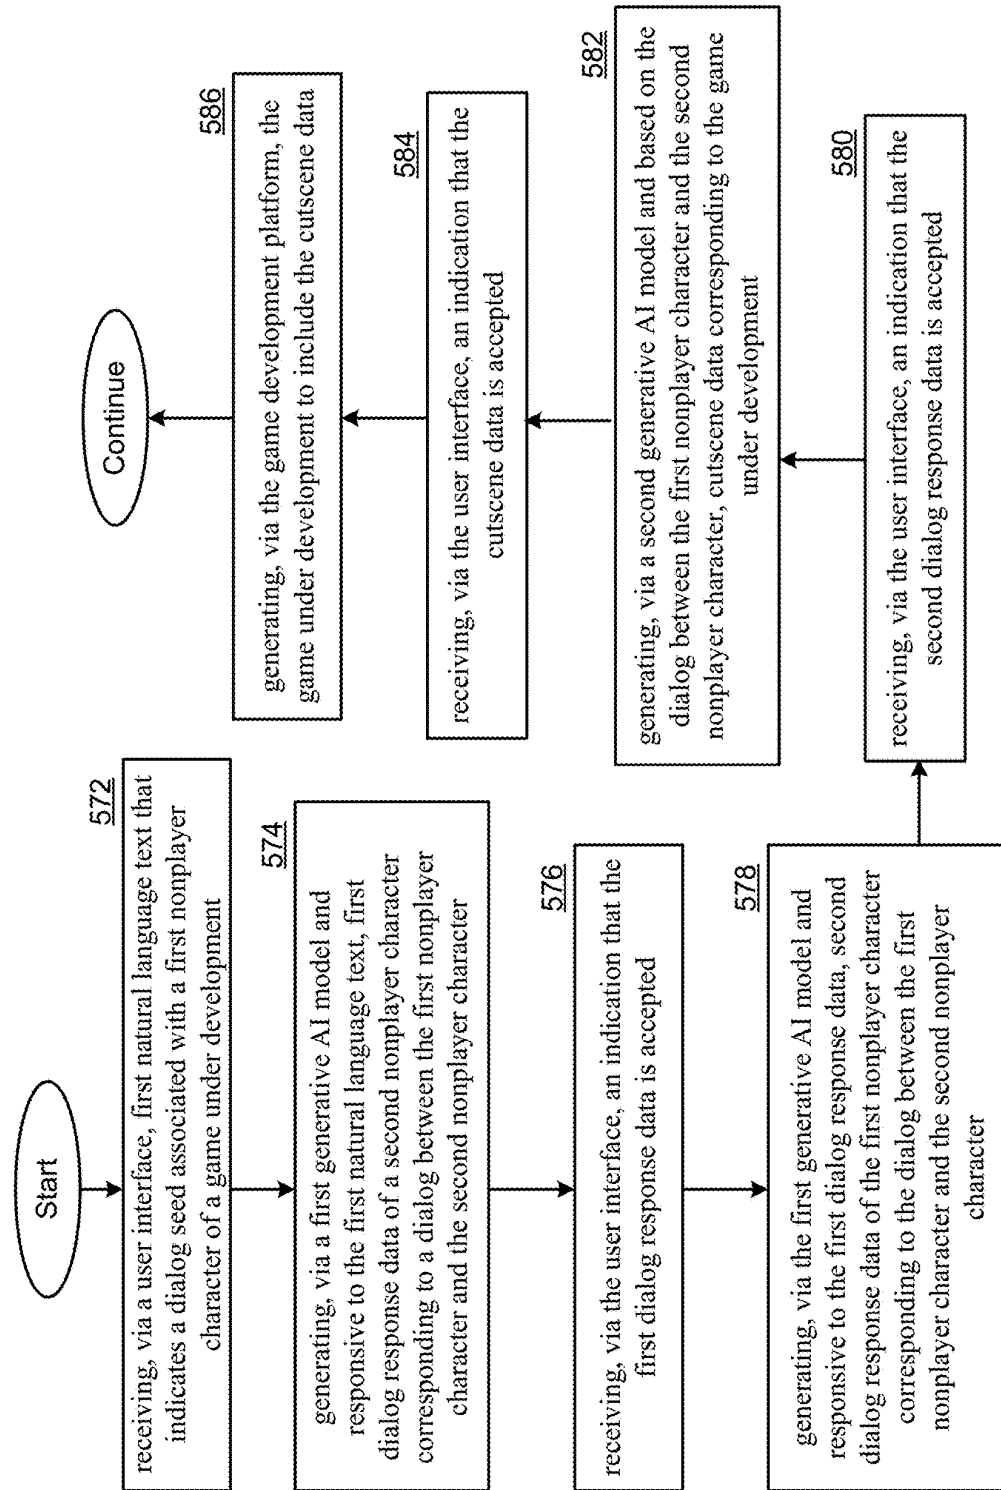 Start
572
receiving, via a user interface, first natural language text that
indicates a dialog seed associated with a first nonplayer
character of a game under development
574
generating, via a first generative AI model and
responsive to the first natural language text, first
dialog response data of a second nonplayer character
corresponding to a dialog between the first nonplayer
character and the second nonplayer character
576
receiving, via the user interface, an indication that the
first dialog response data is accepted
578
generating, via the first generative AI model and
responsive to the first dialog response data, second
dialog response data of the first nonplayer character
corresponding to the dialog between the first
nonplayer character and the second nonplayer
character
580
receiving, via the user interface, an indication that the
second dialog response data is accepted
582
generating, via a second generative AI model and based on the
dialog between the first nonplayer character and the second
nonplayer character, cutscene data corresponding to the game
under development
584
receiving, via the user interface, an indication that the
cutscene data is accepted
586
generating, via the game development platform, the
game under development to include the cutscene data
Continue